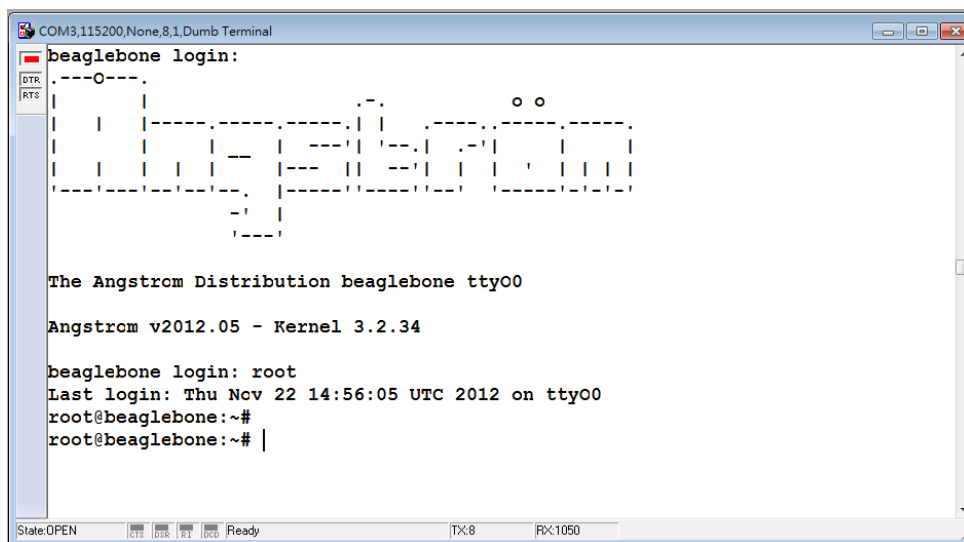 COM3,115200,None,8,1,Dumb Terminal
DTR
RTS
beaglebone login:
.---O---.
|       |                  .-.           o o
|   |   |-----.-----.-----.| |   .----..-----.-----.
|       |     | __  |  ---'| '--.|  .-'|     |     |
|   |   |  |  |     |---  ||  --'|  |  |  '  | | | |
'---'---'--'--'--.  |-----''----''--'  '-----'-'-'-'
                -'  |
                '---'
The Angstrom Distribution beaglebone ttyO0
Angstrom v2012.05 - Kernel 3.2.34
beaglebone login: root
Last login: Thu Nov 22 14:56:05 UTC 2012 on ttyO0
root@beaglebone:~#
root@beaglebone:~#
State:OPEN CTS DSR RI DCD Ready TX:8 RX:1050